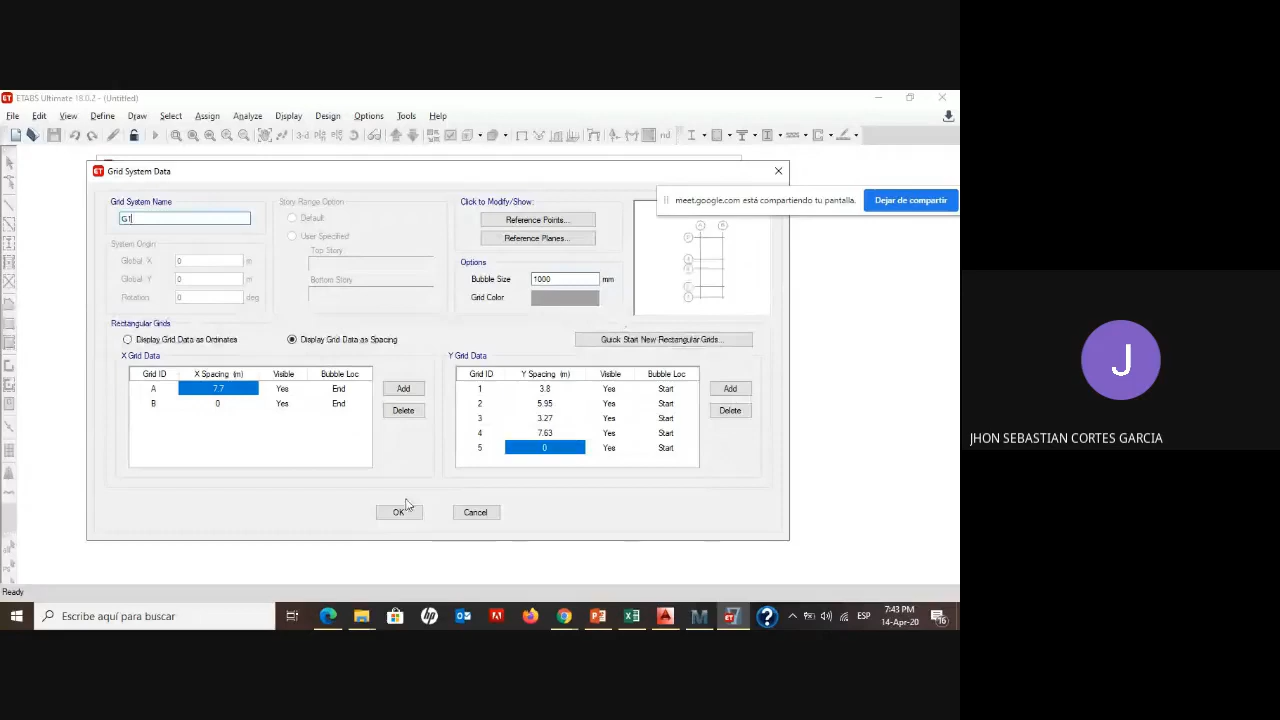 ETABS Ultimate 18.0.2 - (Untitled)
File Edit View Define Draw Select Assign Analyze Display Design Options Tools Help
3-d
nd
Grid System Data
Grid System Name
G1
Story Range Option
Default
User Specified
Top Story
Bottom Story
Click to Modify/Show:
Reference Points...
Reference Planes...
meet.google.com está compartiendo tu pantalla.
Dejar de compartir
System Origin
Global X 0 m
Global Y 0 m
Rotation 0 deg
Options
Bubble Size 1000 mm
Grid Color
Rectangular Grids
Display Grid Data as Ordinates
Display Grid Data as Spacing
Quick Start New Rectangular Grids...
X Grid Data
Grid ID X Spacing (m) Visible Bubble Loc
A 7.7 Yes End
B 0 Yes End
Add
Delete
Y Grid Data
Grid ID Y Spacing (m) Visible Bubble Loc
1 3.8 Yes Start
2 5.95 Yes Start
3 3.27 Yes Start
4 7.63 Yes Start
5 0 Yes Start
Add
Delete
OK
Cancel
Ready
Escribe aquí para buscar
ESP
7:43 PM
14-Apr-20
16
J
JHON SEBASTIAN CORTES GARCIA